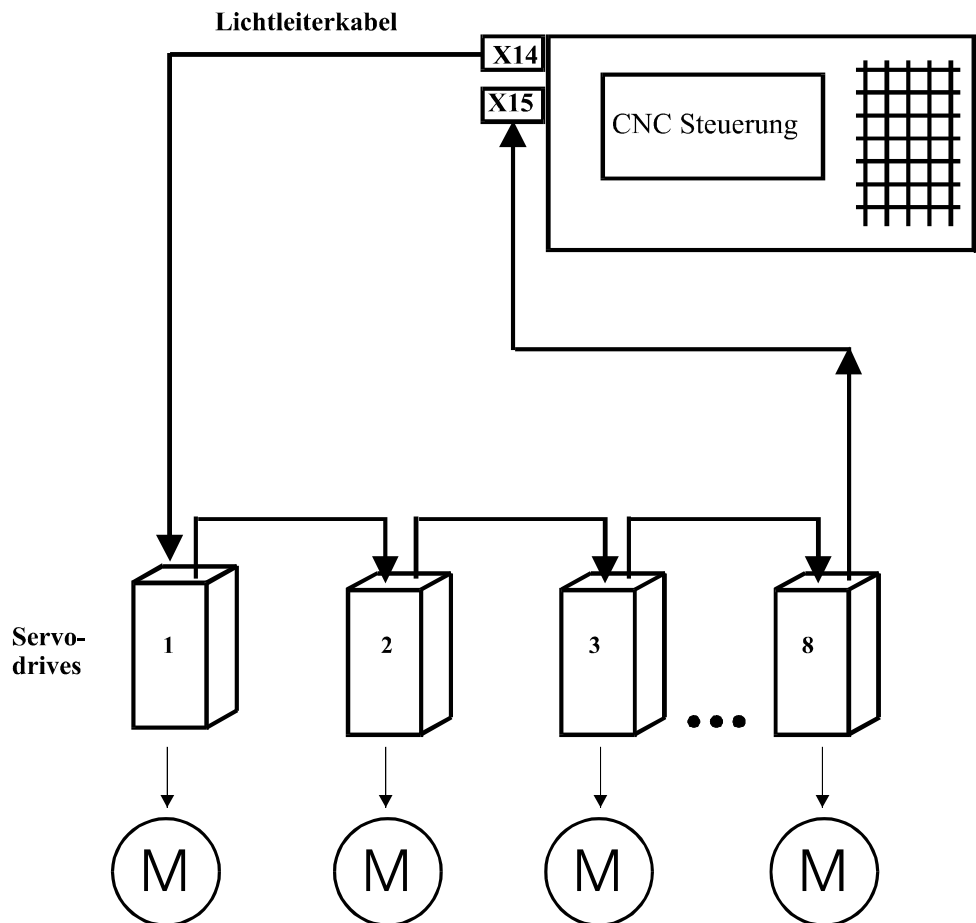 Lichtleiterkabel
X14
X15
CNC Steuerung
Servo-
drives
1
2
3
8
M
M
M
M